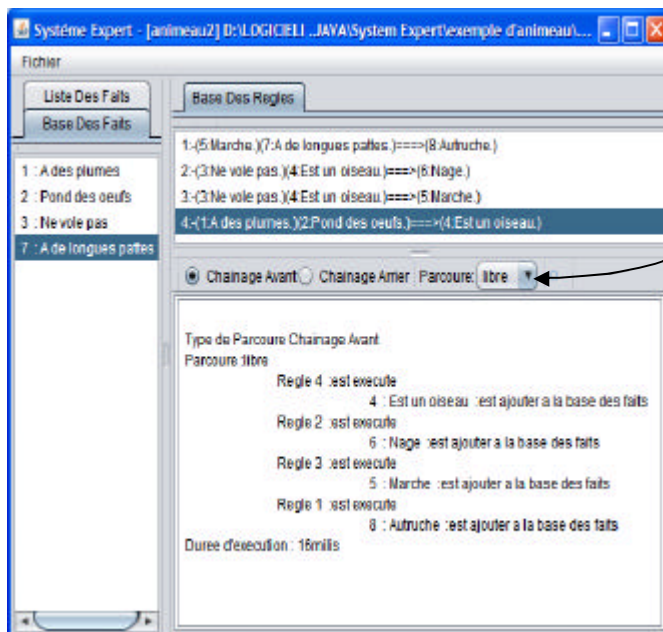 Systéme Expert - [animeau2] D:\LOGICIELI ..JAVA\System Expert\exemple d'animeau\...
Fichier
Liste Des Faits
Base Des Faits
1 : A des plumes
2 : Pond des oeufs
3 : Ne vole pas
7 : A de longues pattes
Base Des Regles
1:-(5:Marche.)(7:A de longues pattes.)===>(8:Autruche.)
2:-(3:Ne vole pas.)(4:Est un oiseau.)===>(6:Nage.)
3:-(3:Ne vole pas.)(4:Est un oiseau.)===>(5:Marche.)
4:-(1:A des plumes.)(2:Pond des oeufs.)===>(4:Est un oiseau.)
Chainage Avant Chainage Arrier Parcoure: libre
Type de Parcoure Chainage Avant
Parcoure :libre
Regle 4 :est execute
4 : Est un oiseau :est ajouter a la base des faits
Regle 2 :est execute
6 : Nage :est ajouter a la base des faits
Regle 3 :est execute
5 : Marche :est ajouter a la base des faits
Regle 1 :est execute
8 : Autruche :est ajouter a la base des faits
Duree d'execution : 16milis